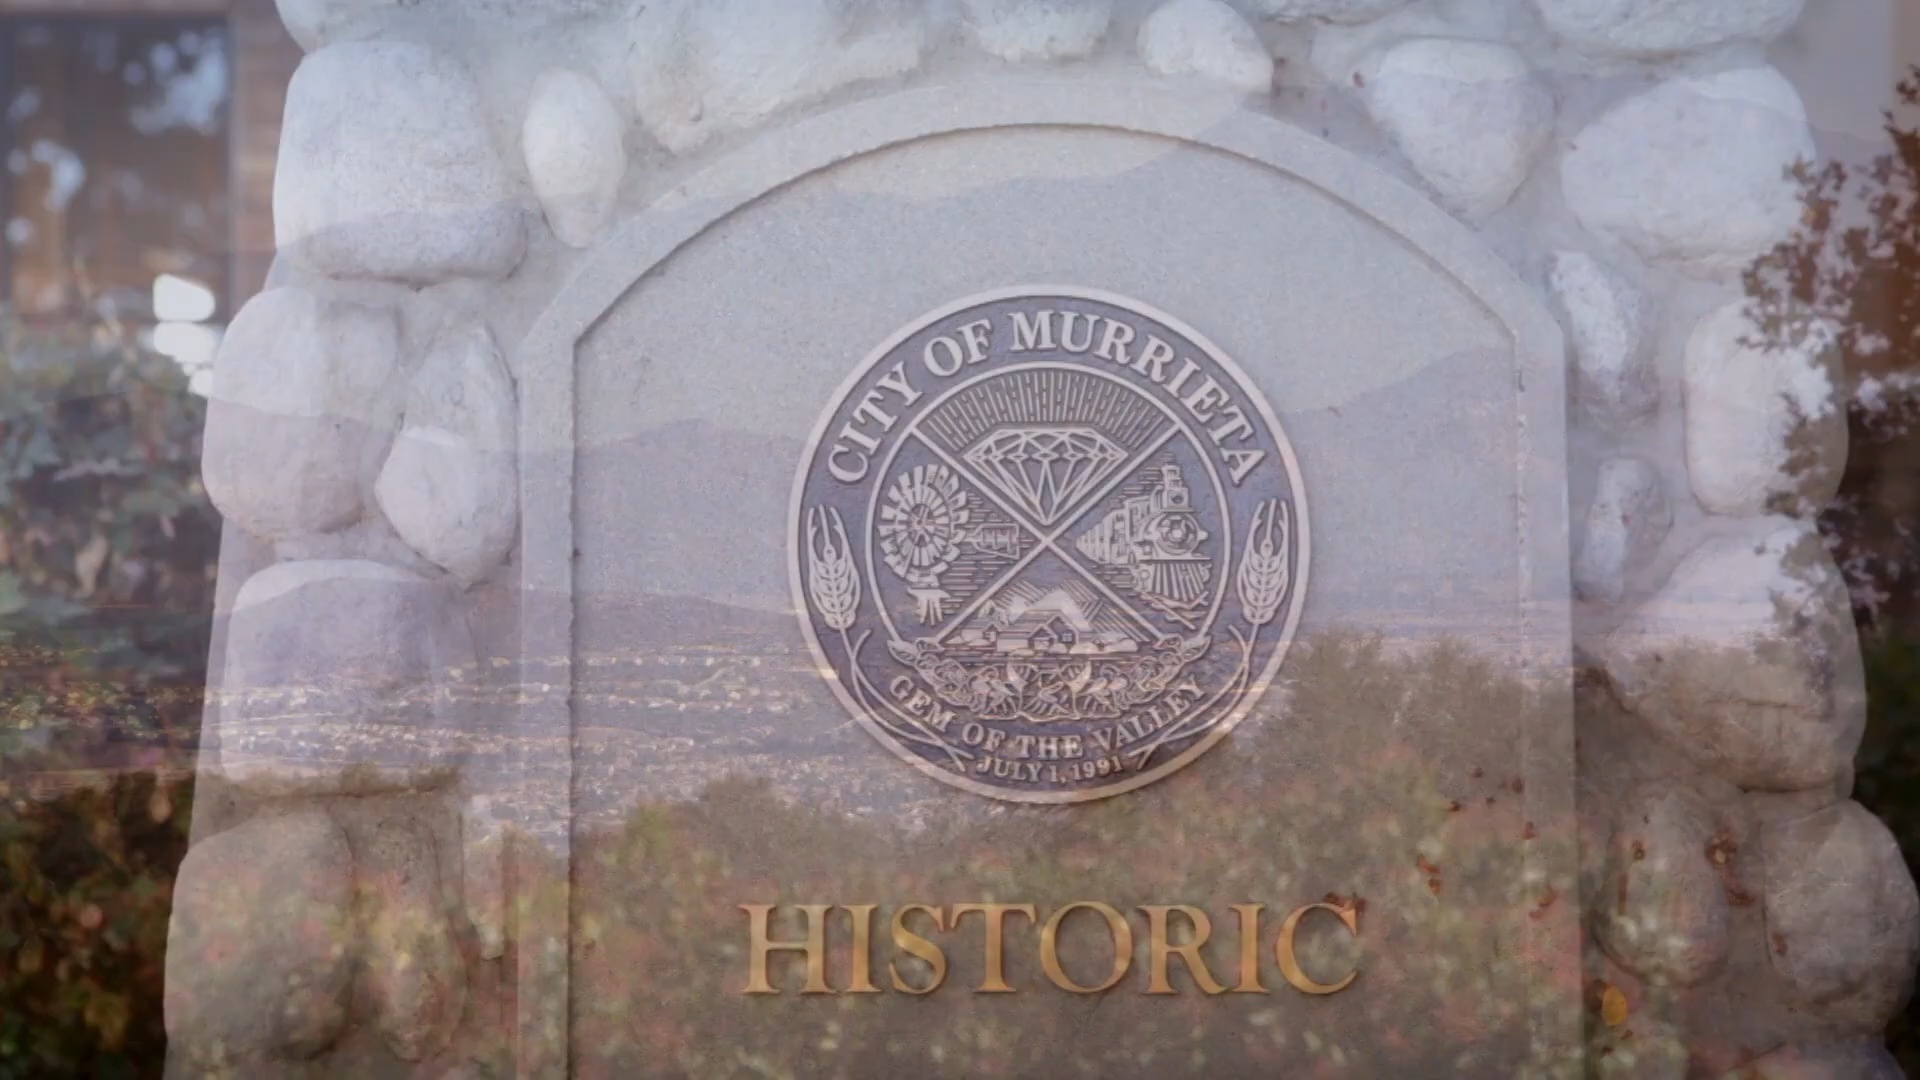 CITY OF MURRIETA
GEM OF THE VALLEY
JULY 1, 1991
HISTORIC